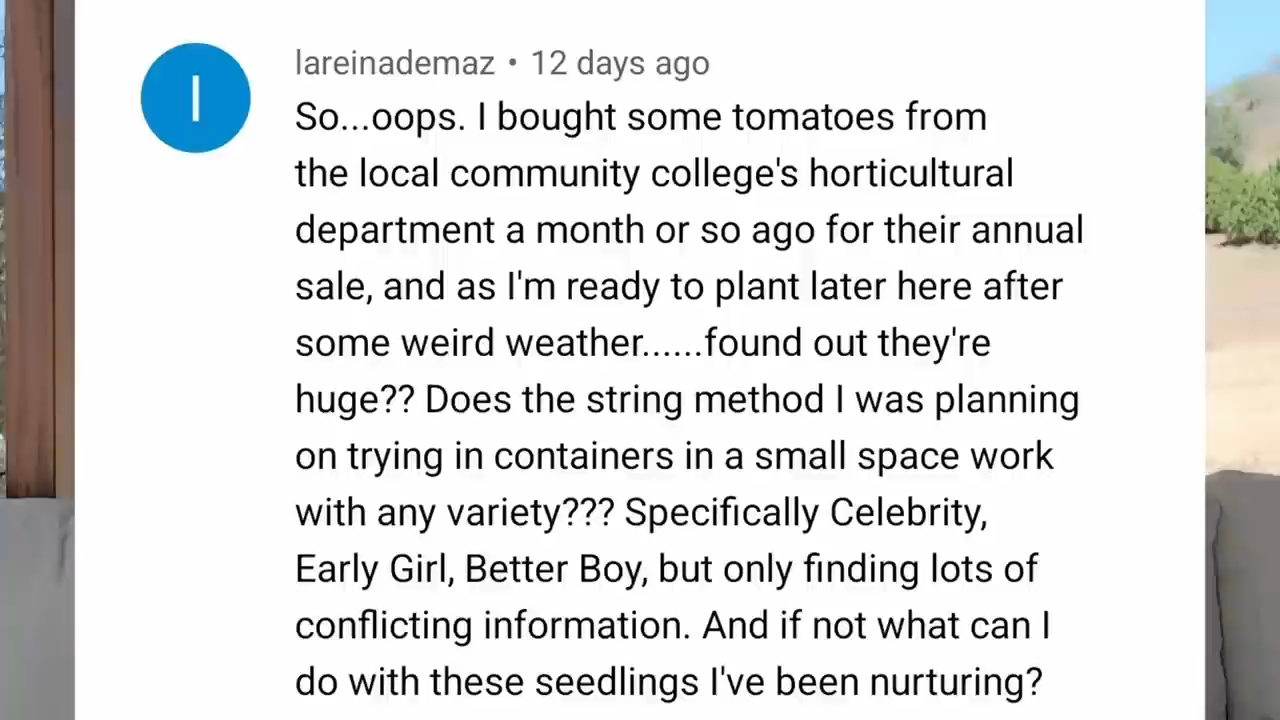 I
lareinademaz • 12 days ago
So...oops. I bought some tomatoes from
the local community college's horticultural
department a month or so ago for their annual
sale, and as I'm ready to plant later here after
some weird weather......found out they're
huge?? Does the string method I was planning
on trying in containers in a small space work
with any variety??? Specifically Celebrity,
Early Girl, Better Boy, but only finding lots of
conflicting information. And if not what can I
do with these seedlings I've been nurturing?